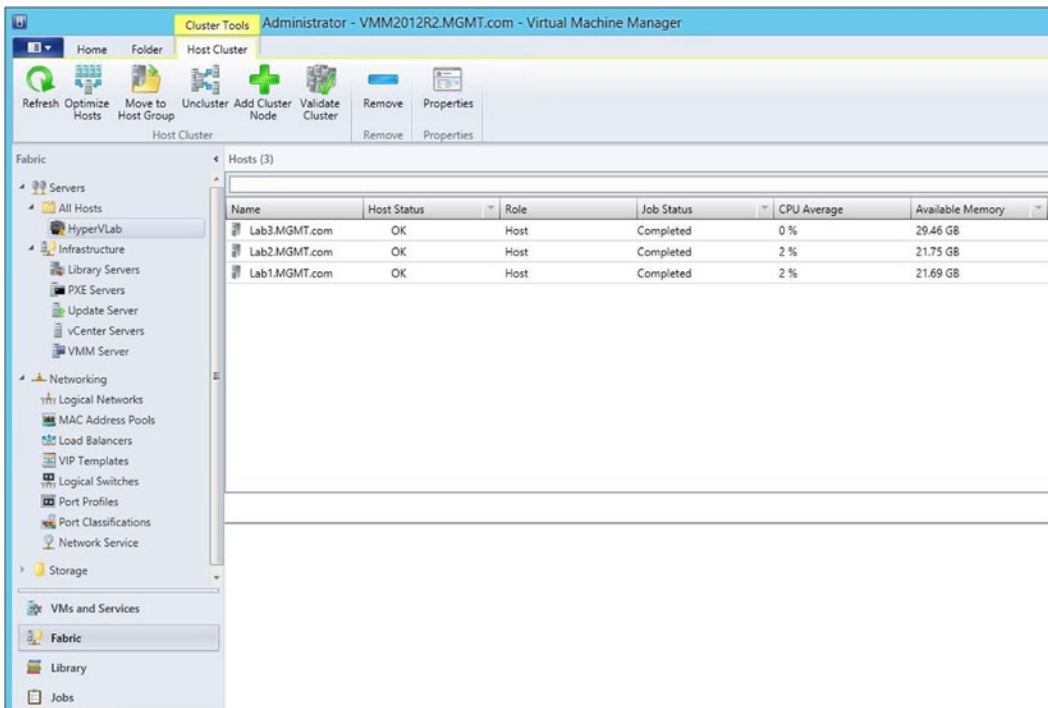 Cluster Tools Administrator - VMM2012R2.MGMT.com - Virtual Machine Manager
Home Folder Host Cluster
Refresh Optimize Hosts Move to Host Group Uncluster Add Cluster Node Validate Cluster Remove Properties
Host Cluster Remove Properties
Fabric
Servers
All Hosts
HyperVLab
Infrastructure
Library Servers
PXE Servers
Update Server
vCenter Servers
VMM Server
Networking
Logical Networks
MAC Address Pools
Load Balancers
VIP Templates
Logical Switches
Port Profiles
Port Classifications
Network Service
Storage
VMs and Services
Fabric
Library
Jobs
Hosts (3)
Name Host Status Role Job Status CPU Average Available Memory
Lab3.MGMT.com OK Host Completed 0 % 29.46 GB
Lab2.MGMT.com OK Host Completed 2 % 21.75 GB
Lab1.MGMT.com OK Host Completed 2 % 21.69 GB